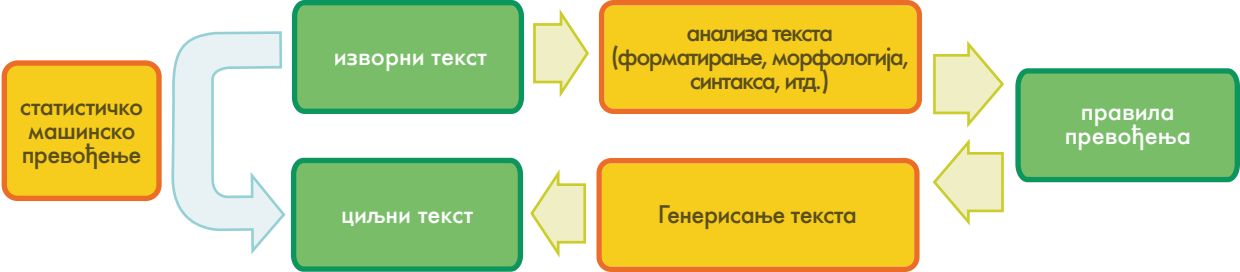 статистичко
машинско
превођење
изворни текст
анализа текста
(форматирање, морфологија,
синтакса, итд.)
правила
превођења
Генерисање текста
циљни текст